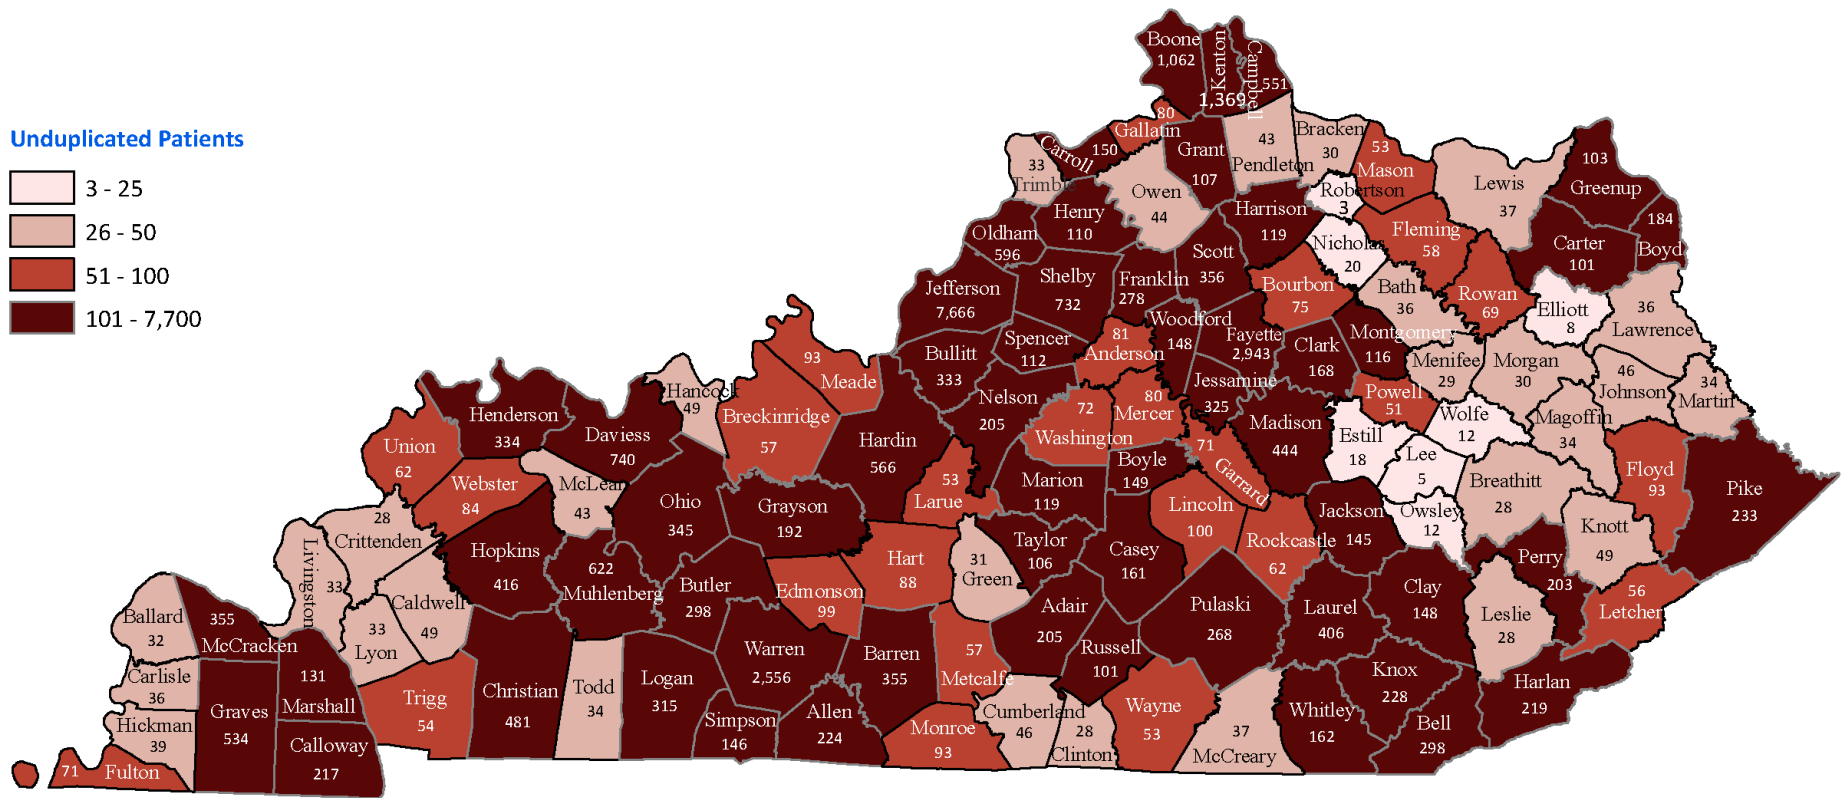 Unduplicated Patients
3 - 25
26 - 50
51 - 100
101 - 7,700
Boone
1,062
Kenton
1,369
Campbell
551
80
Gallatin
Carroll
150
33
Trimble
Grant
107
43
Pendleton
Bracken
30
53
Mason
Robertson
3
Lewis
37
103
Greenup
184
Boyd
Carter
101
Owen
44
Henry
110
Oldham
596
Harrison
119
Nicholas
20
Fleming
58
Scott
356
Shelby
732
Franklin
278
Jefferson
7,666
Bourbon
75
Bath
36
Rowan
69
Elliott
8
36
Lawrence
Woodford
148
Fayette
2,943
Clark
168
Montgomery
116
Spencer
112
81
Anderson
Bullitt
333
Menifee
29
Morgan
30
46
Johnson
34
Martin
Jessamine
325
Powell
51
Nelson
205
72
Washington
80
Mercer
Madison
444
Wolfe
12
Magoffin
34
Estill
18
Lee
5
71
Garrard
93
Meade
Hancock
49
Breckinridge
57
Henderson
334
Daviess
740
Union
62
Webster
84
McLean
43
Hardin
566
53
Larue
Marion
119
Boyle
149
Lincoln
100
Rockcastle
62
Jackson
145
Owsley
12
Breathitt
28
Floyd
93
Pike
233
Knott
49
Perry
203
56
Letcher
Ohio
345
Grayson
192
Hart
88
31
Green
Taylor
106
Casey
161
28
Crittenden
Livingston
33
Hopkins
416
622
Muhlenberg
Butler
298
Edmonson
99
Adair
205
Pulaski
268
Laurel
406
Clay
148
Leslie
28
Ballard
32
355
McCracken
Caldwell
49
33
Lyon
Warren
2,556
Barren
355
57
Metcalfe
Russell
101
Knox
228
Harlan
219
Carlisle
36
131
Marshall
Trigg
54
Christian
481
Todd
34
Logan
315
Simpson
146
Allen
224
Monroe
93
Cumberland
46
28
Clinton
Wayne
53
37
McCreary
Whitley
162
Bell
298
Hickman
39
Graves
534
Calloway
217
71
Fulton